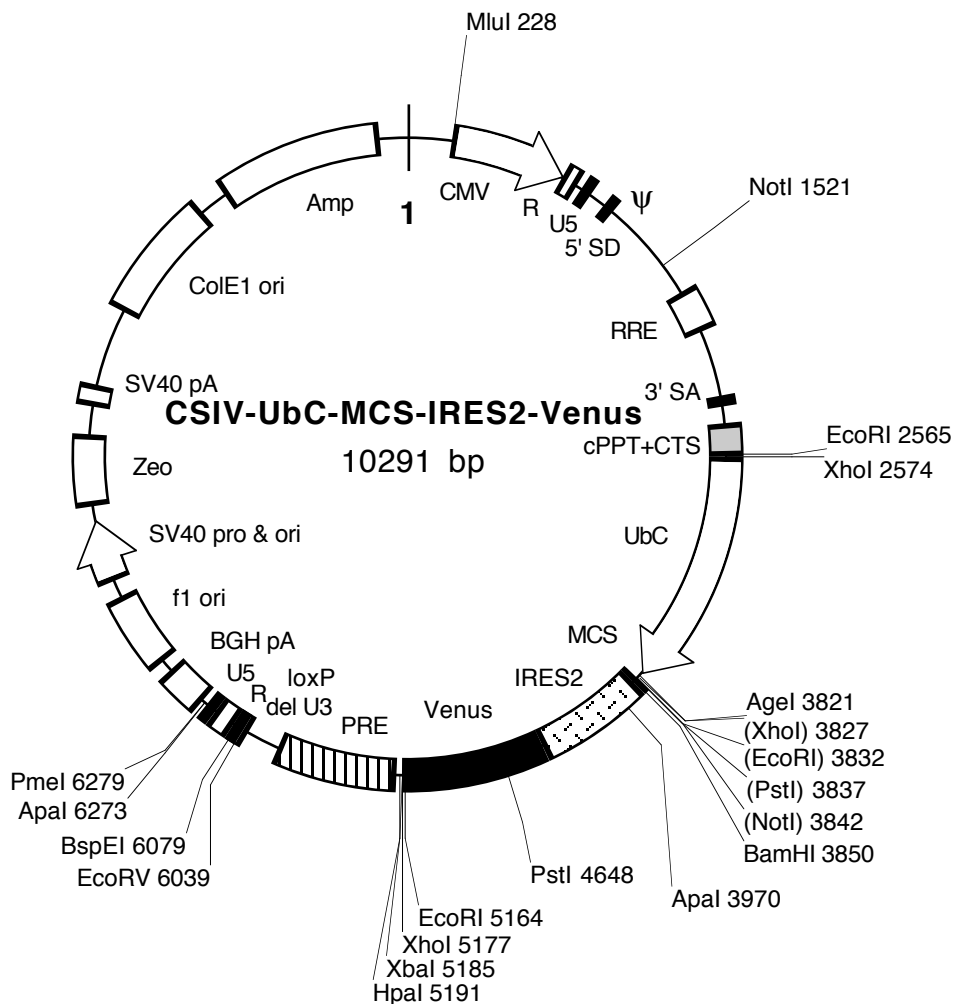 MluI 228
CMV
R
U5
5' SD
ψ
NotI 1521
Amp
1
ColE1 ori
RRE
SV40 pA
3' SA
CSIV-UbC-MCS-IRES2-Venus
10291 bp
cPPT+CTS
EcoRI 2565
XhoI 2574
Zeo
UbC
SV40 pro & ori
f1 ori
MCS
BGH pA
U5
R
loxP
del U3
PRE
Venus
IRES2
AgeI 3821
(XhoI) 3827
(EcoRI) 3832
(PstI) 3837
(NotI) 3842
BamHI 3850
PmeI 6279
ApaI 6273
BspEI 6079
EcoRV 6039
PstI 4648
ApaI 3970
EcoRI 5164
XhoI 5177
XbaI 5185
HpaI 5191